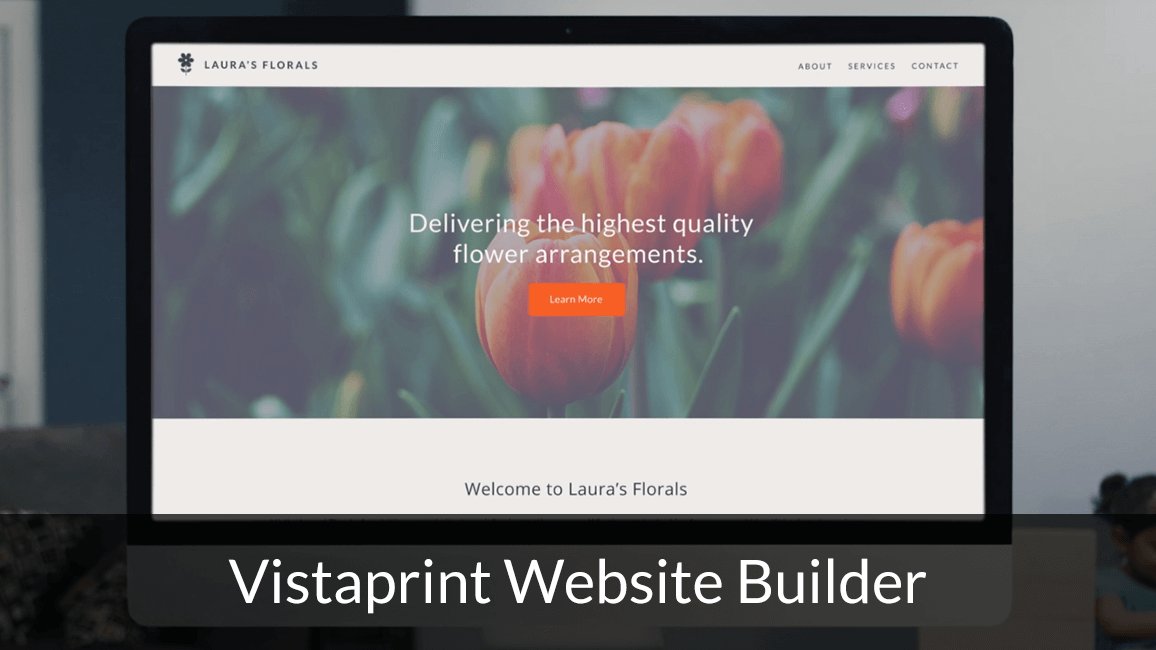 LAURA'S FLORALS
ABOUT SERVICES CONTACT
Delivering the highest quality
flower arrangements.
Learn More
Welcome to Laura's Florals
Vistaprint Website Builder